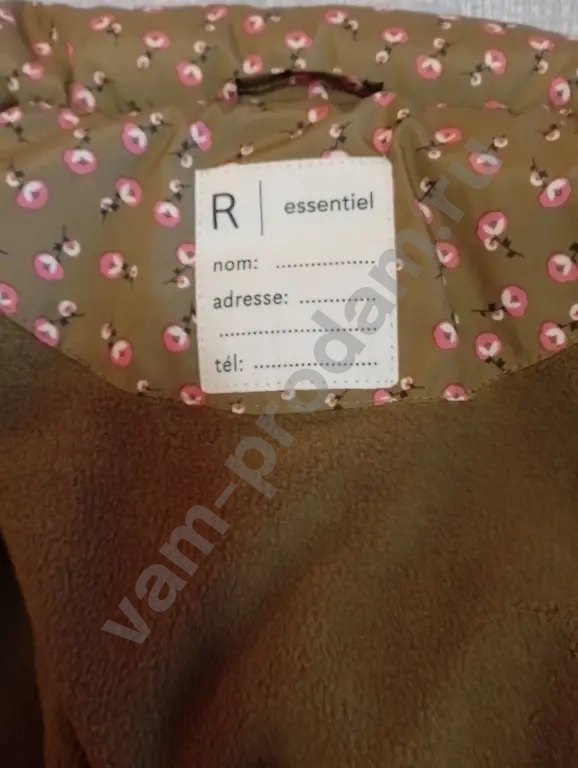 R | essentiel
nom: ................
adresse: ............
.........................
tél: ....................
vam-prodam.ru